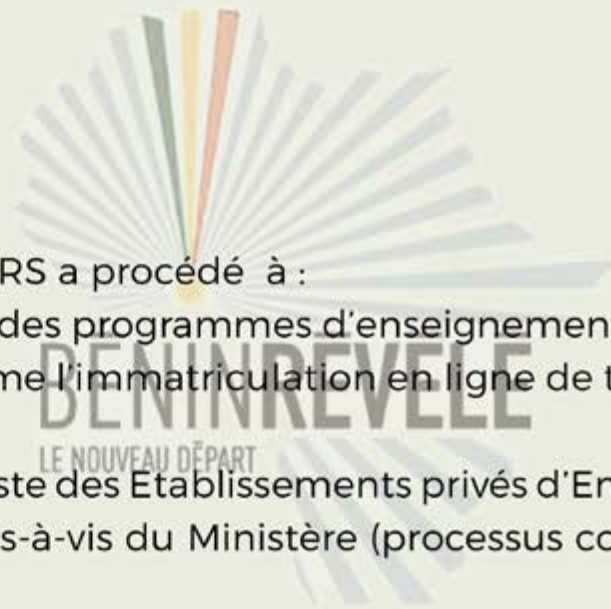 RS a procédé à :
des programmes d'enseignemen
me l'immatriculation en ligne de t
BÉNINRÉVÉLÉ
LE NOUVEAU DÉPART
ste des Etablissements privés d'En
s-à-vis du Ministère (processus co